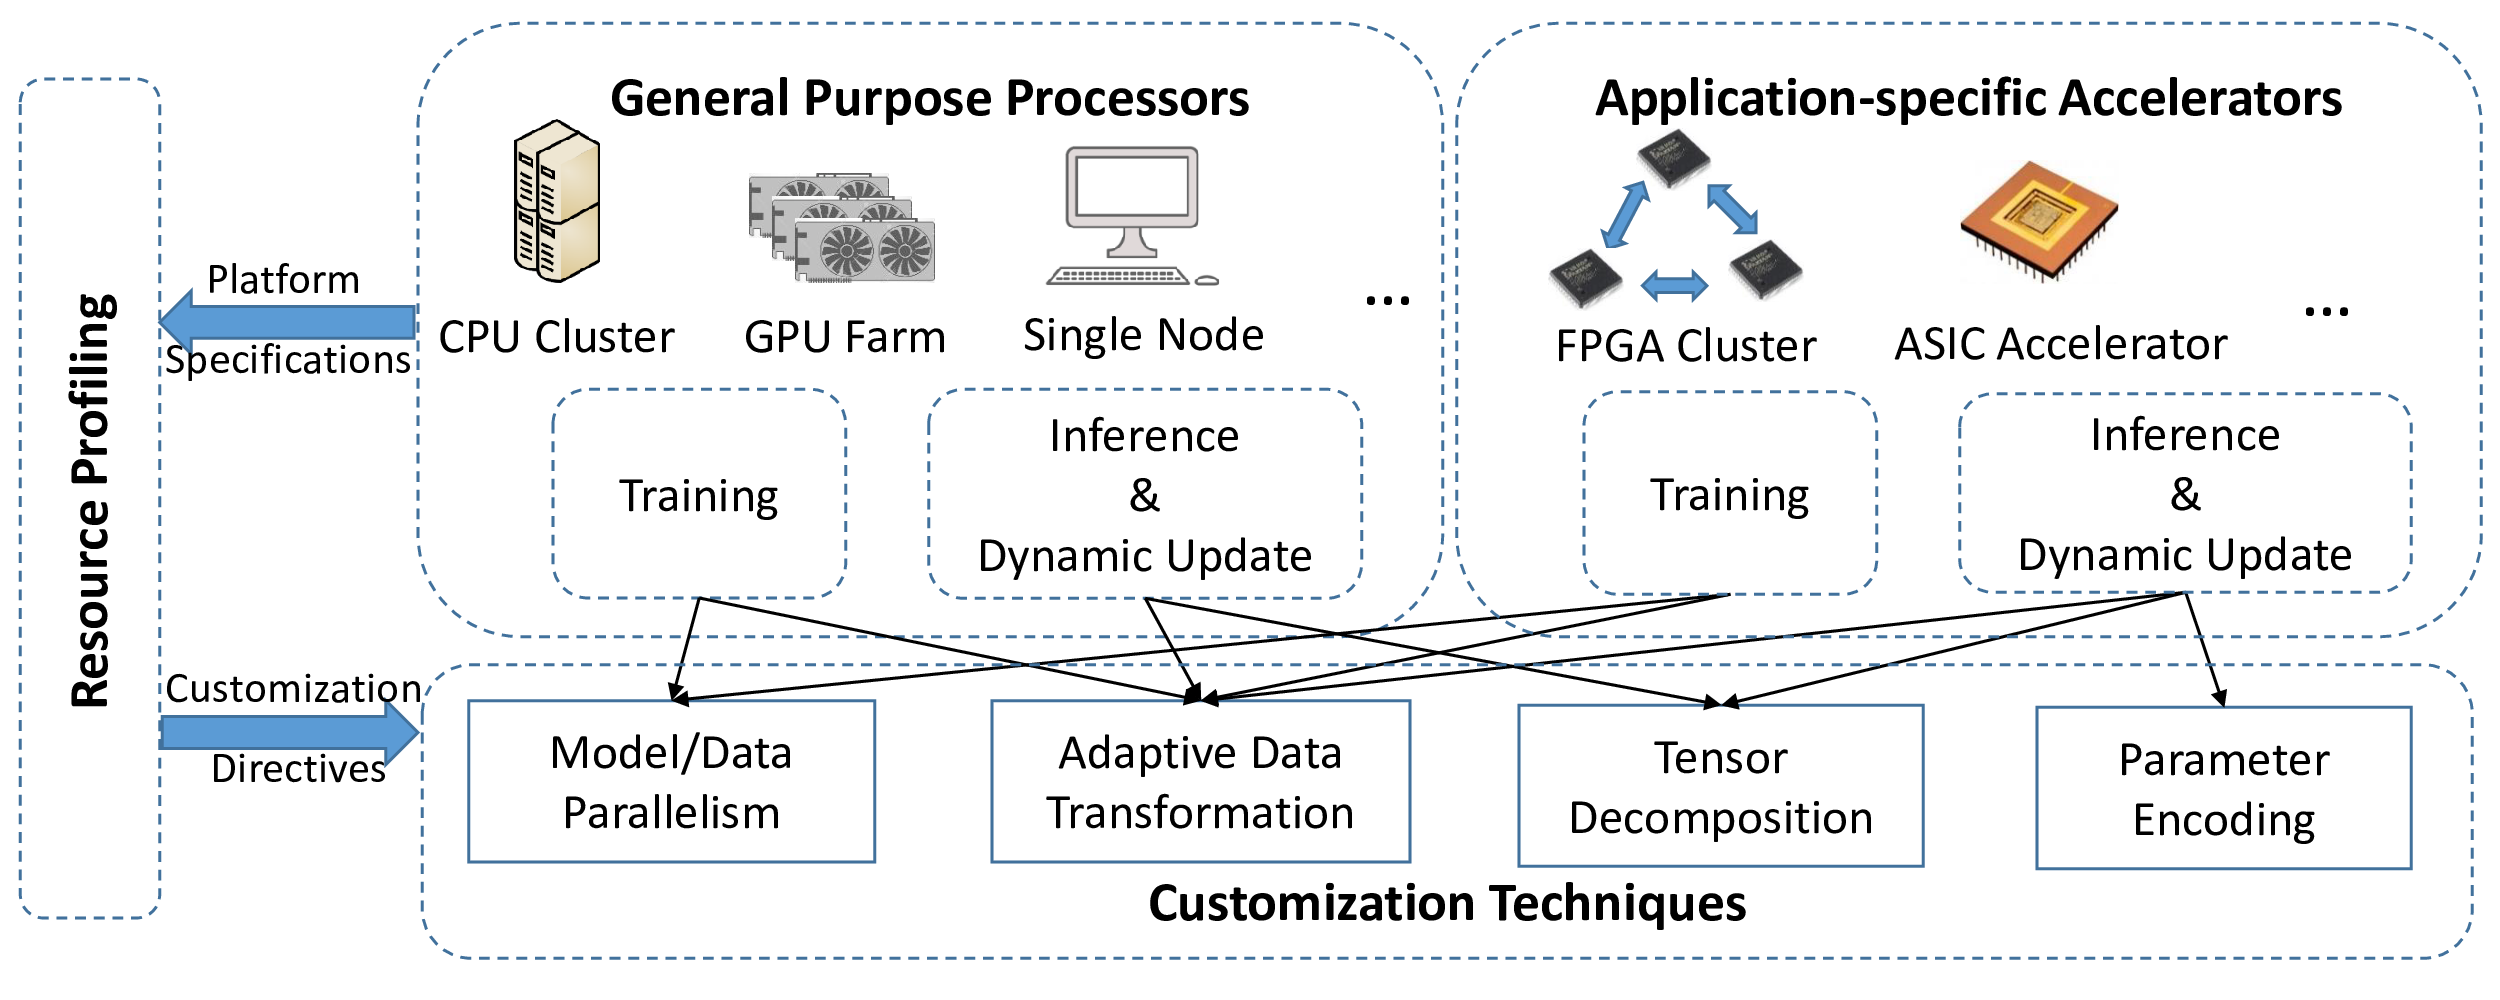 General Purpose Processors
Application-specific Accelerators
Resource Profiling
Platform
Specifications
CPU Cluster
GPU Farm
Single Node
...
FPGA Cluster
ASIC Accelerator
...
Training
Inference
&
Dynamic Update
Training
Inference
&
Dynamic Update
Customization
Directives
Model/Data
Parallelism
Adaptive Data
Transformation
Tensor
Decomposition
Parameter
Encoding
Customization Techniques